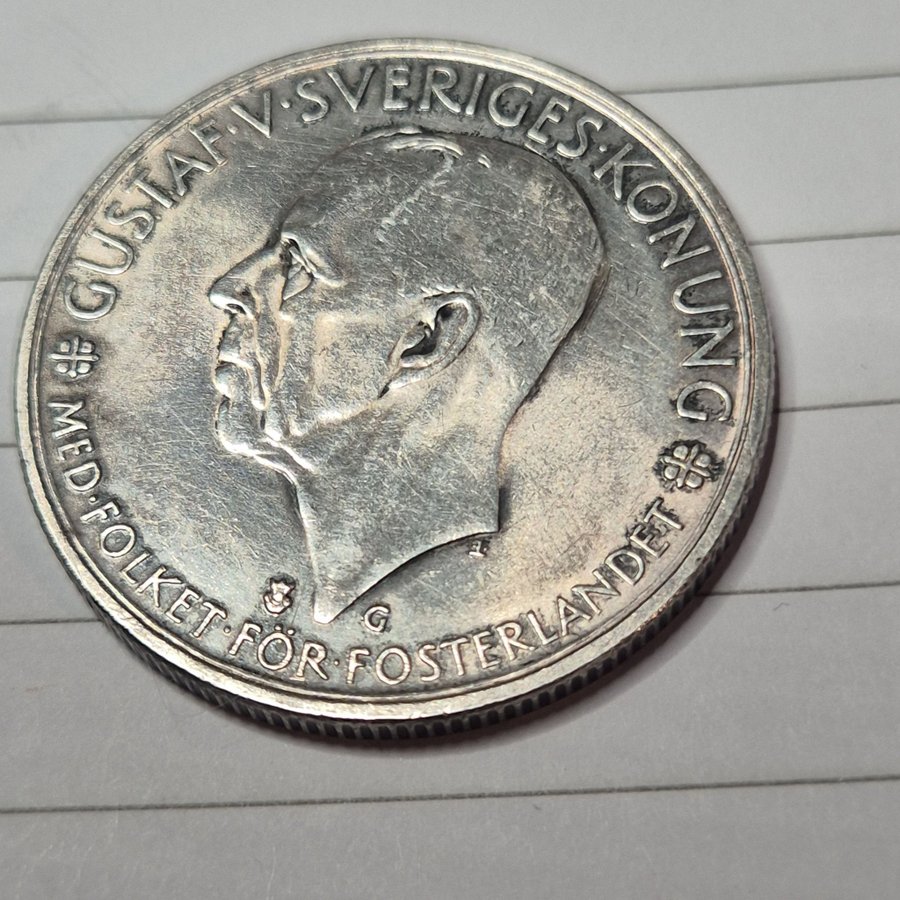 GUSTAF·V·SVERIGES·KONUNG
MED·FOLKET·FÖR·FOSTERLANDET
G